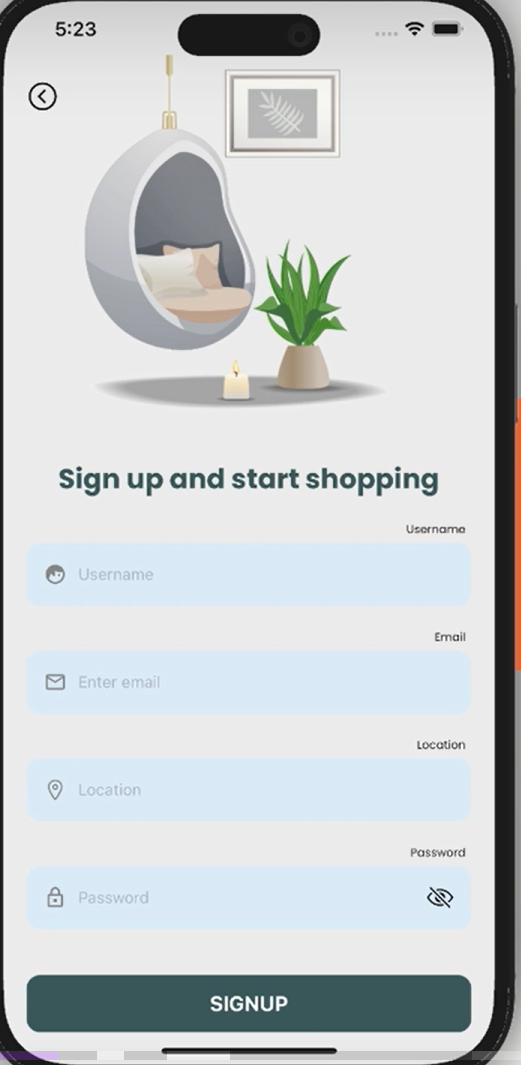 5:23
Sign up and start shopping
Username
Username
Email
Enter email
Location
Location
Password
Password
SIGNUP